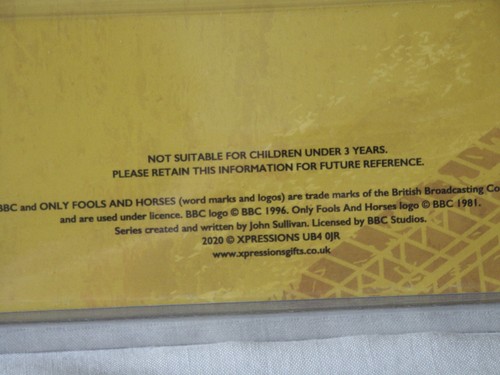 NOT SUITABLE FOR CHILDREN UNDER 3 YEARS.
PLEASE RETAIN THIS INFORMATION FOR FUTURE REFERENCE.
BBC and ONLY FOOLS AND HORSES (word marks and logos) are trade marks of the British Broadcasting Co
and are used under licence. BBC logo © BBC 1996. Only Fools And Horses logo © BBC 1981.
Series created and written by John Sullivan. Licensed by BBC Studios.
2020 © XPRESSIONS UB4 0JR
www.xpressionsgifts.co.uk